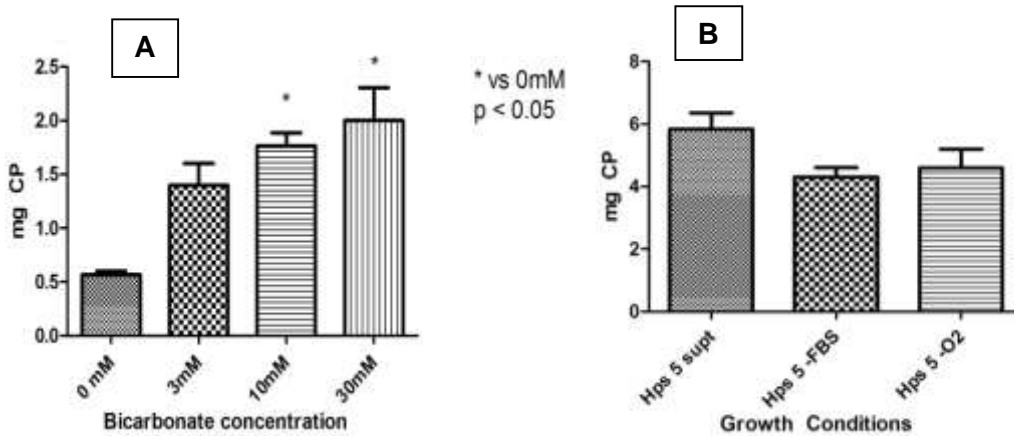 A
2.5
2.0
1.5
1.0
0.5
0.0
mg CP
*
*
0 mM
3mM
10mM
30mM
Bicarbonate concentration
* vs 0mM
p < 0.05
B
8
6
4
2
0
mg CP
Hps 5 supt
Hps 5 -FBS
Hps 5 -O2
Growth Conditions